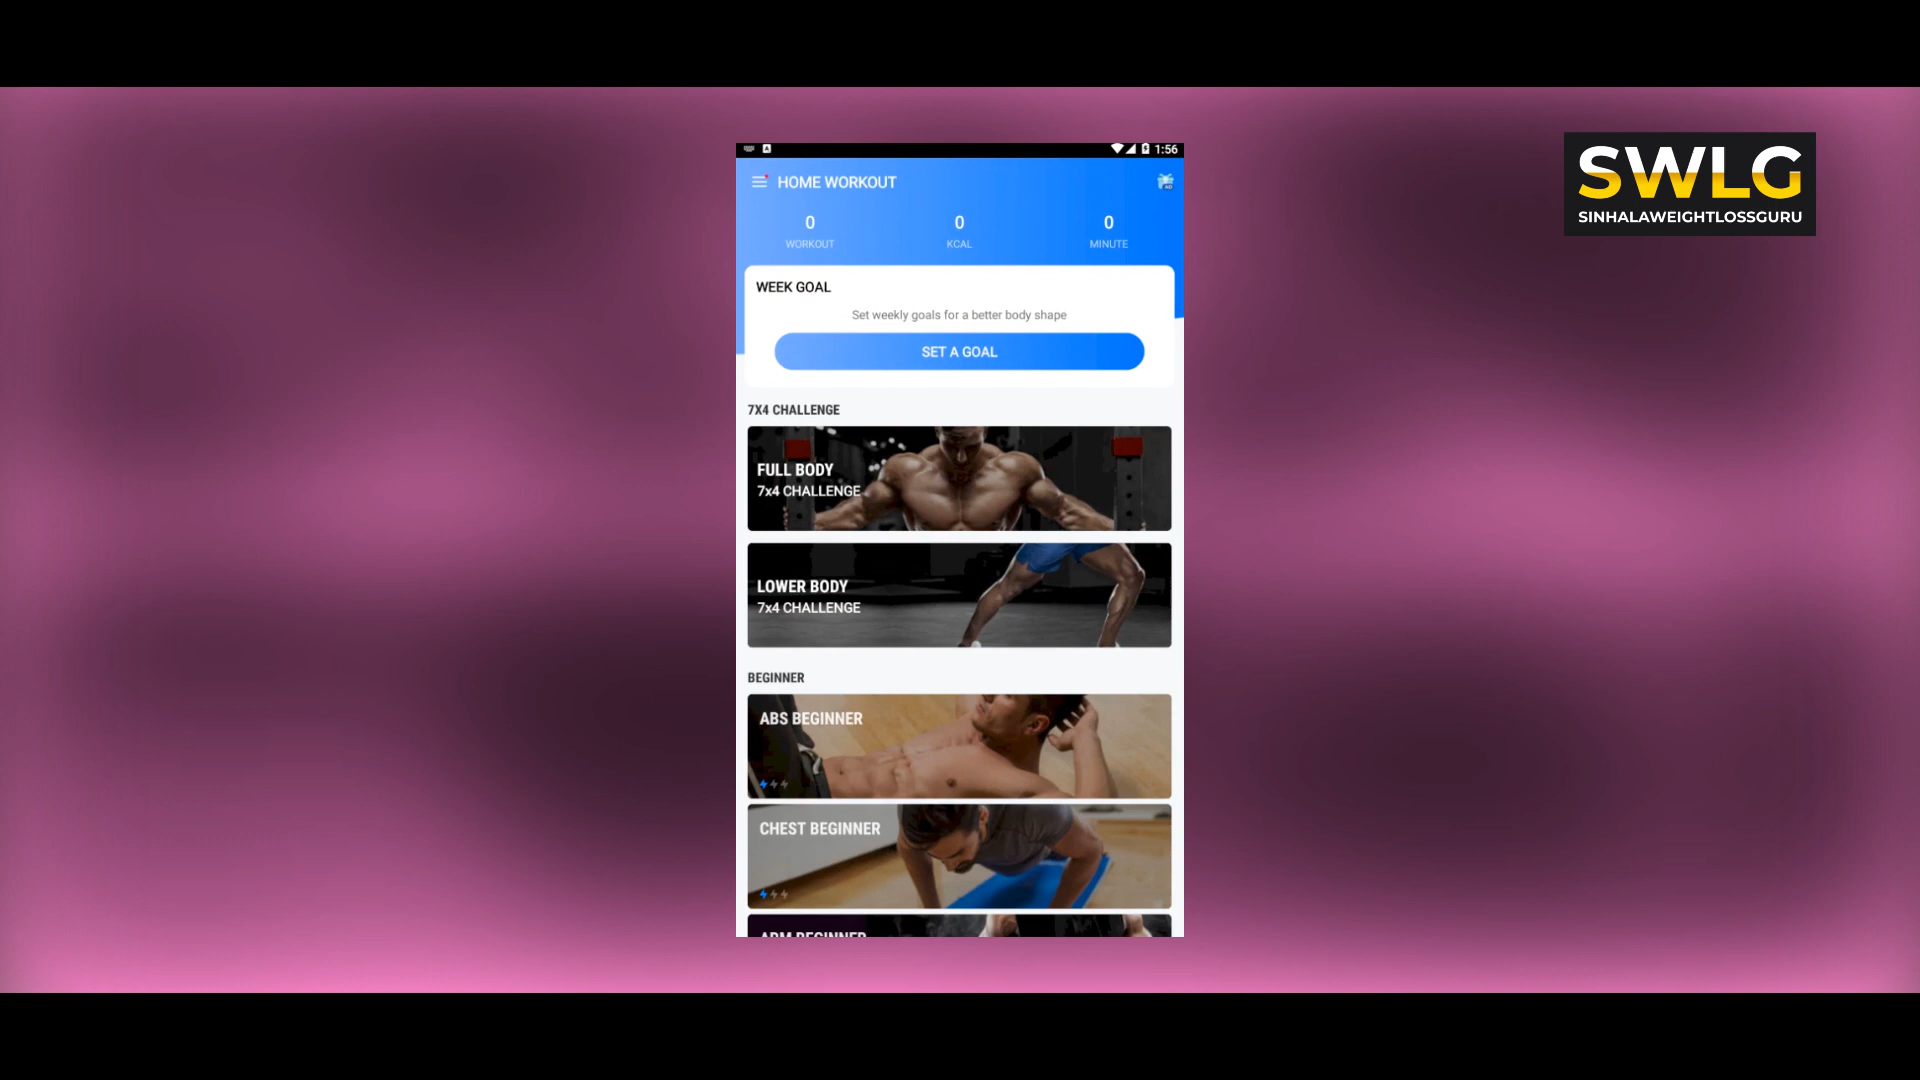 1:56
SWLG
SINHALAWEIGHTLOSSGURU
HOME WORKOUT
AD
0
0
0
WORKOUT
KCAL
MINUTE
WEEK GOAL
Set weekly goals for a better body shape
SET A GOAL
7X4 CHALLENGE
FULL BODY
7x4 CHALLENGE
LOWER BODY
7x4 CHALLENGE
BEGINNER
ABS BEGINNER
CHEST BEGINNER
ARM BEGINNER